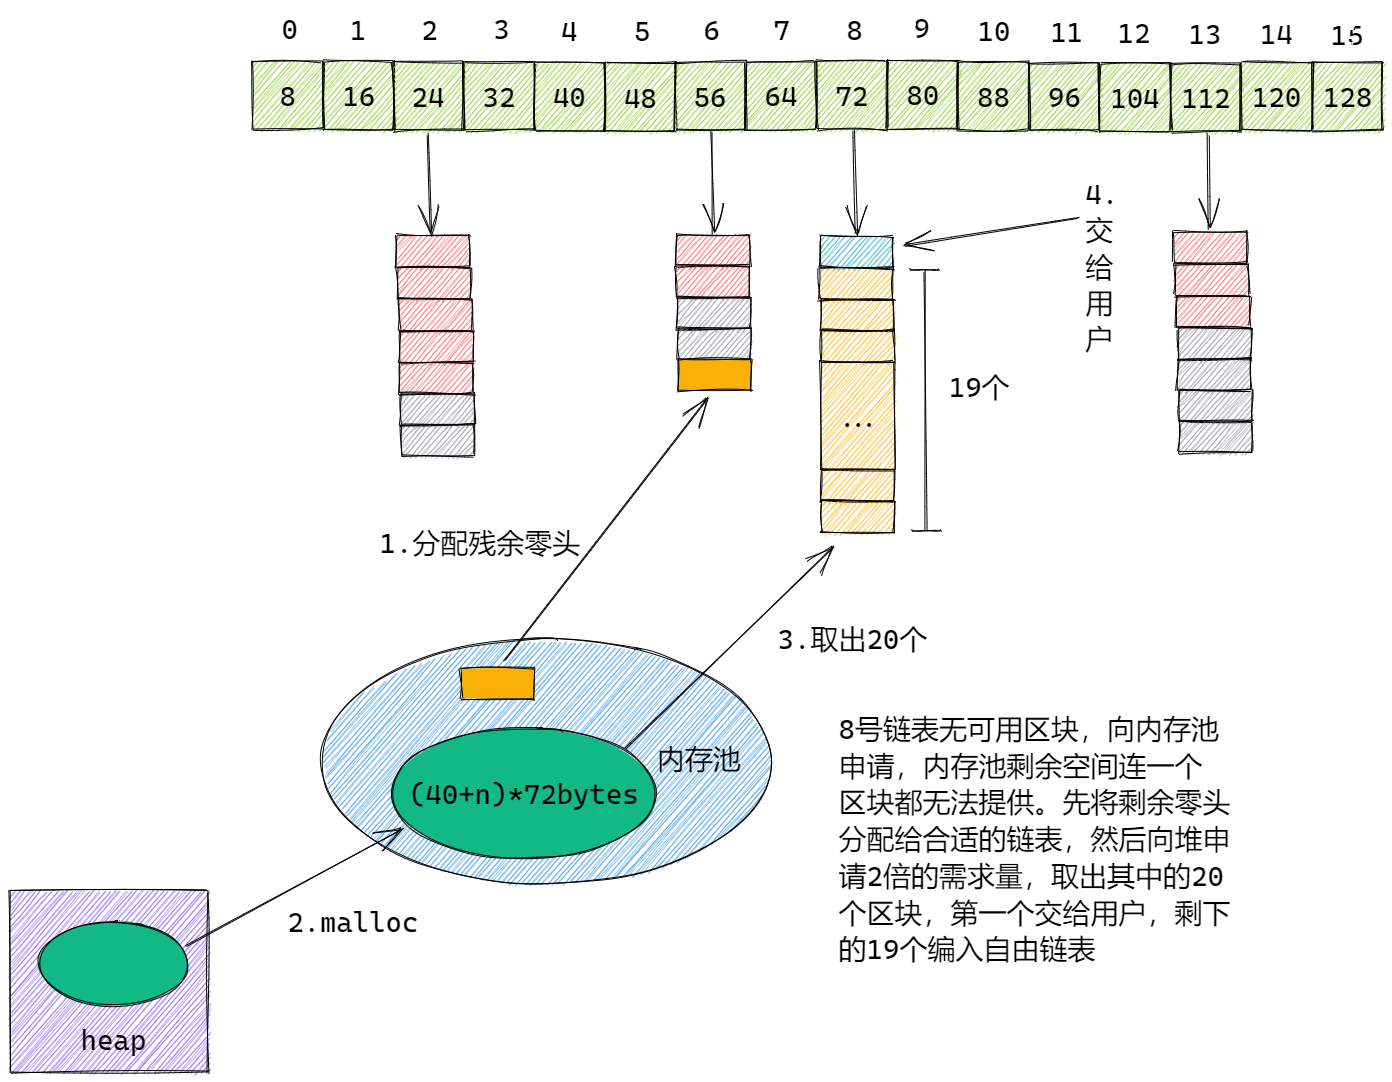 0 1 2 3 4 5 6 7 8 9 10 11 12 13 14 15
8 16 24 32 40 48 56 64 72 80 88 96 104 112 120 128
4.
交
给
用
户
19个
...
1.分配残余零头
3.取出20个
内存池
(40+n)*72bytes
2.malloc
heap
8号链表无可用区块，向内存池
申请，内存池剩余空间连一个
区块都无法提供。先将剩余零头
分配给合适的链表，然后向堆申
请2倍的需求量，取出其中的20
个区块，第一个交给用户，剩下
的19个编入自由链表